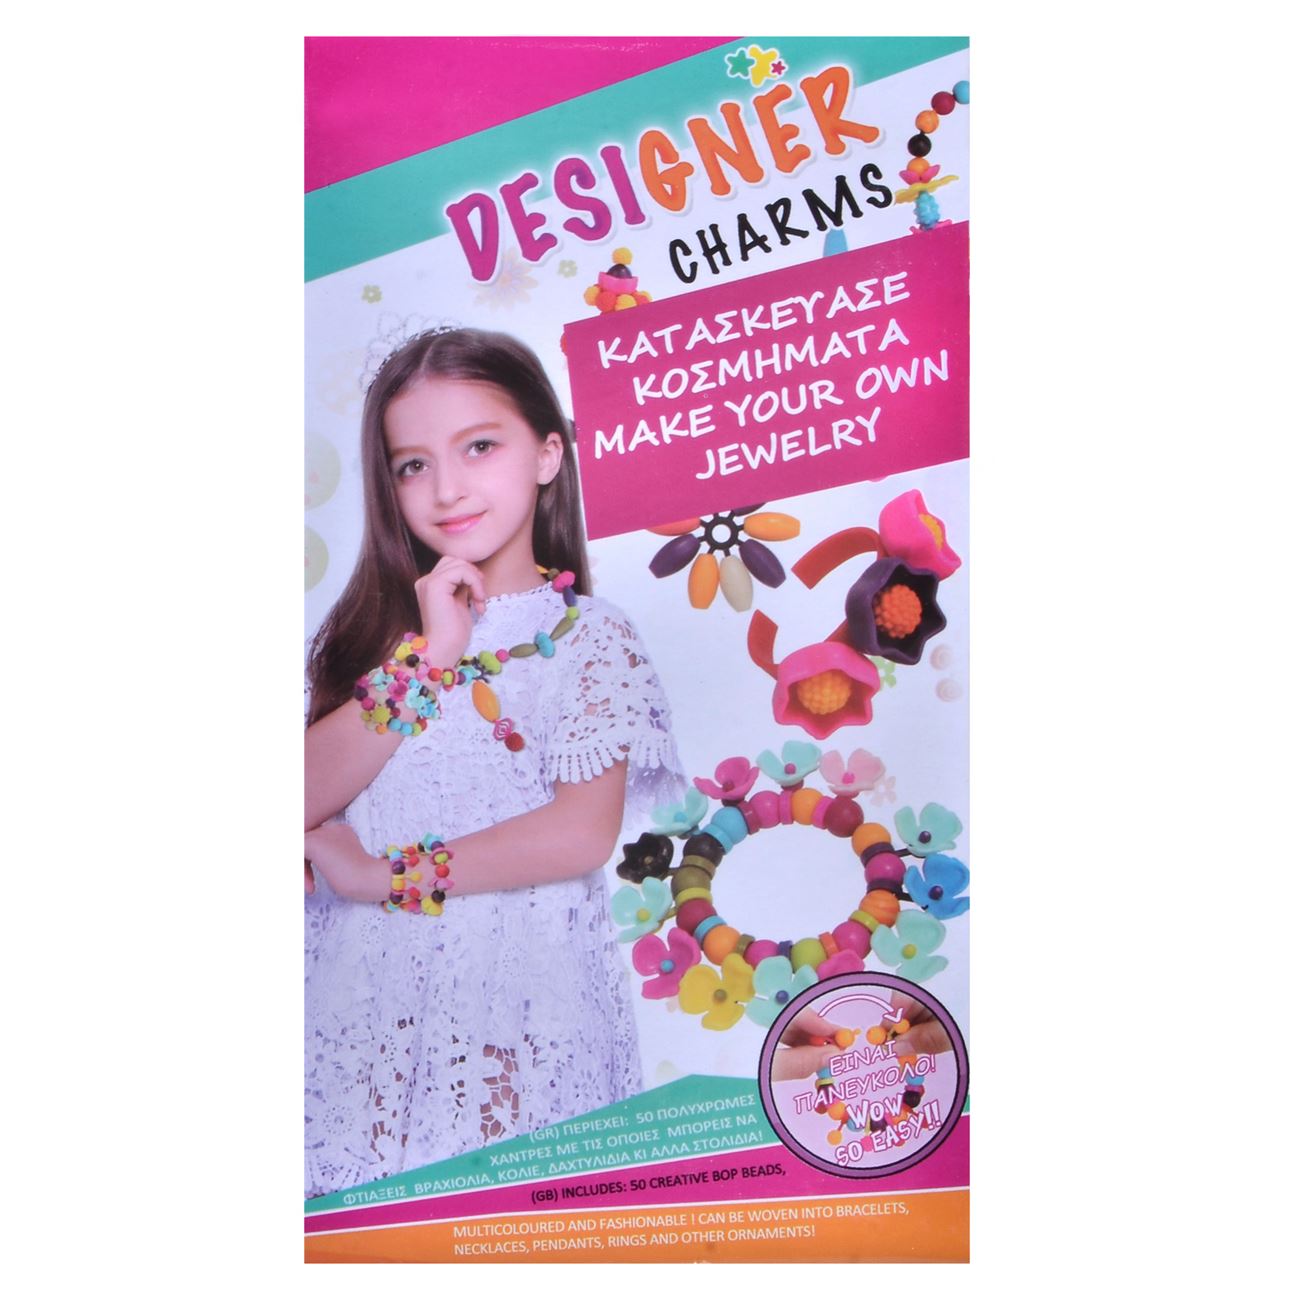 DESIGNER
CHARMS
ΚΑΤΑΣΚΕΥΑΣΕ
ΚΟΣΜΗΜΑΤΑ
MAKE YOUR OWN
JEWELRY
ΕΙΝΑΙ
ΠΑΝΕΥΚΟΛΟ!
WOW
SO EASY!!
(GR) ΠΕΡΙΕΧΕΙ: 50 ΠΟΛΥΧΡΩΜΕΣ
ΧΑΝΤΡΕΣ ΜΕ ΤΙΣ ΟΠΟΙΕΣ ΜΠΟΡΕΙΣ ΝΑ
ΦΤΙΑΞΕΙΣ ΒΡΑΧΙΟΛΙΑ, ΚΟΛΙΕ, ΔΑΧΤΥΛΙΔΙΑ ΚΙ ΑΛΛΑ ΣΤΟΛΙΔΙΑ!
(GB) INCLUDES: 50 CREATIVE BOP BEADS,
MULTICOLOURED AND FASHIONABLE ! CAN BE WOVEN INTO BRACELETS,
NECKLACES, PENDANTS, RINGS AND OTHER ORNAMENTS!